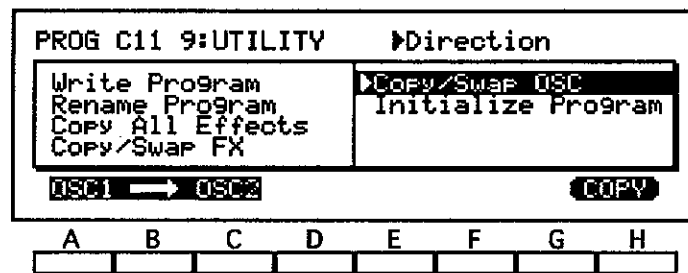 PROG C11 9:UTILITY ▶Direction
Write Program
Rename Program
Copy All Effects
Copy/Swap FX
▶Copy/Swap OSC
Initialize Program
OSC1 → OSC2 COPY
A B C D E F G H